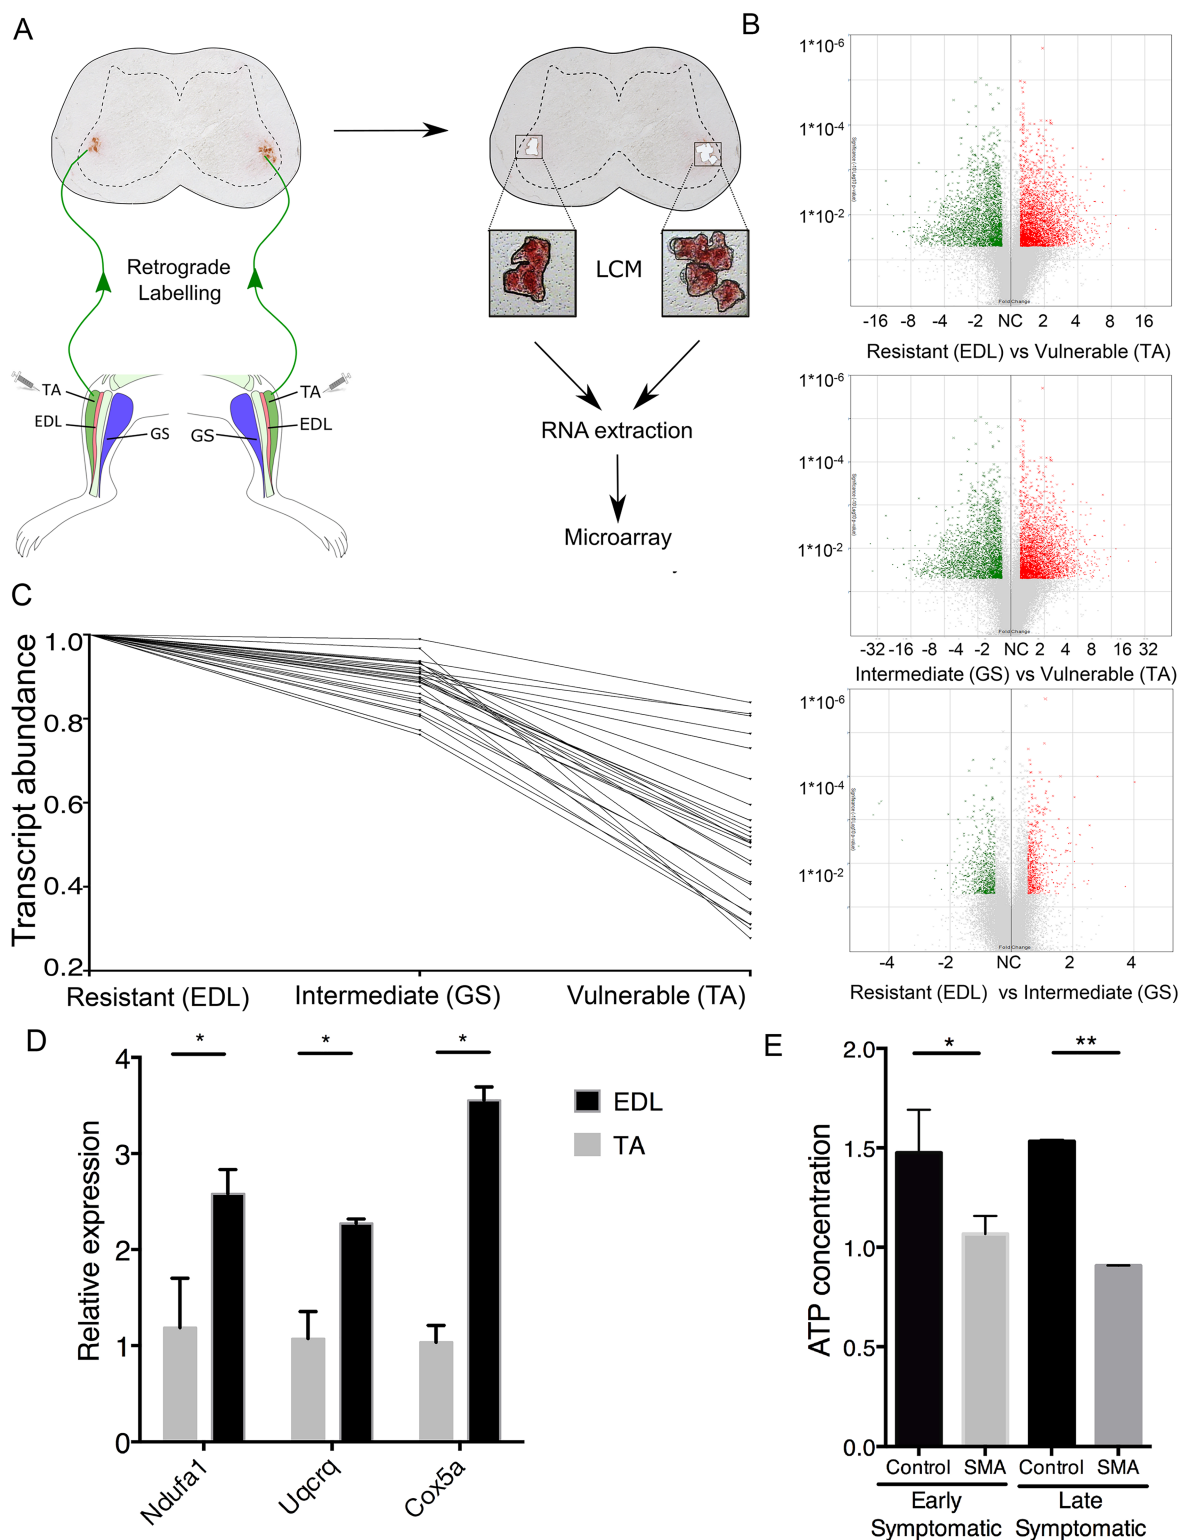 A
Retrograde
Labelling
LCM
TA
TA
EDL
EDL
GS
GS
RNA extraction
Microarray
B
1*10-6
1*10-4
1*10-2
Fold Change
-16 -8 -4 -2 NC 2 4 8 16
Resistant (EDL) vs Vulnerable (TA)
1*10-6
1*10-4
1*10-2
Fold Change
-32 -16 -8 -4 -2 NC 2 4 8 16 32
Intermediate (GS) vs Vulnerable (TA)
1*10-6
1*10-4
1*10-2
Fold Change
-4 -2 NC 2 4
Resistant (EDL) vs Intermediate (GS)
C
Transcript abundance
1.0
0.8
0.6
0.4
0.2
Resistant (EDL) Intermediate (GS) Vulnerable (TA)
D
Relative expression
4
3
2
1
0
* * *
EDL
TA
Ndufa1 Uqcrq Cox5a
E
ATP concentration
2.0
1.5
1.0
0.5
0.0
* **
Control SMA Control SMA
Early Late
Symptomatic Symptomatic